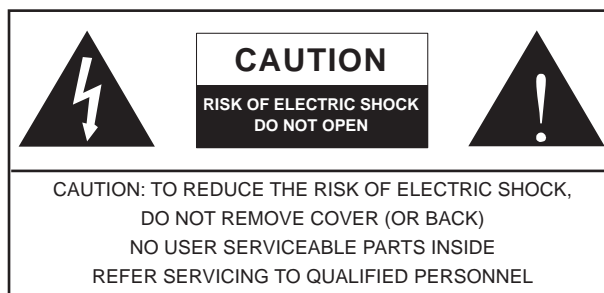 CAUTION
RISK OF ELECTRIC SHOCK
DO NOT OPEN
!
CAUTION: TO REDUCE THE RISK OF ELECTRIC SHOCK,
DO NOT REMOVE COVER (OR BACK)
NO USER SERVICEABLE PARTS INSIDE
REFER SERVICING TO QUALIFIED PERSONNEL